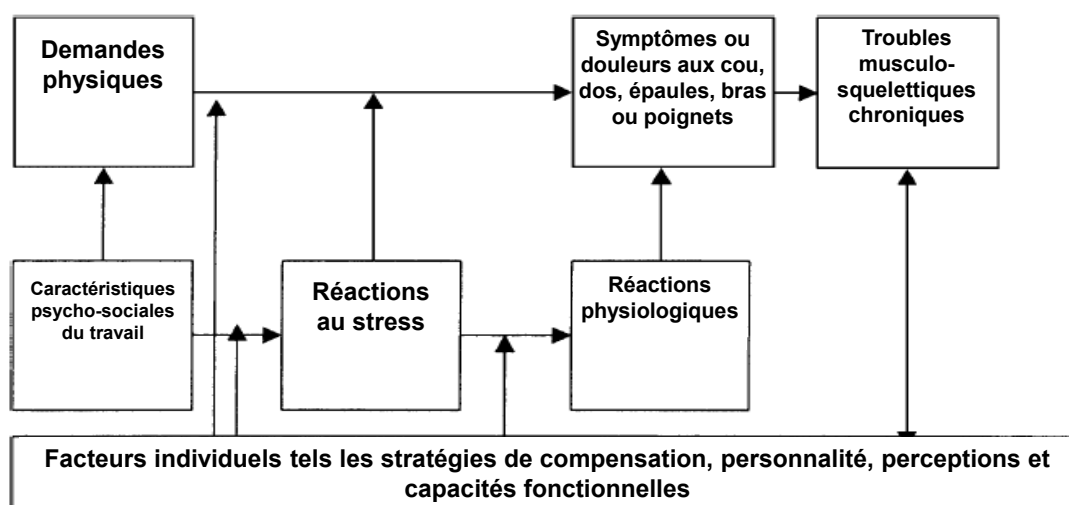 Demandes
physiques
Symptômes ou
douleurs aux cou,
dos, épaules, bras
ou poignets
Troubles
musculo-
squelettiques
chroniques
Caractéristiques
psycho-sociales
du travail
Réactions
au stress
Réactions
physiologiques
Facteurs individuels tels les stratégies de compensation, personnalité, perceptions et
capacités fonctionnelles